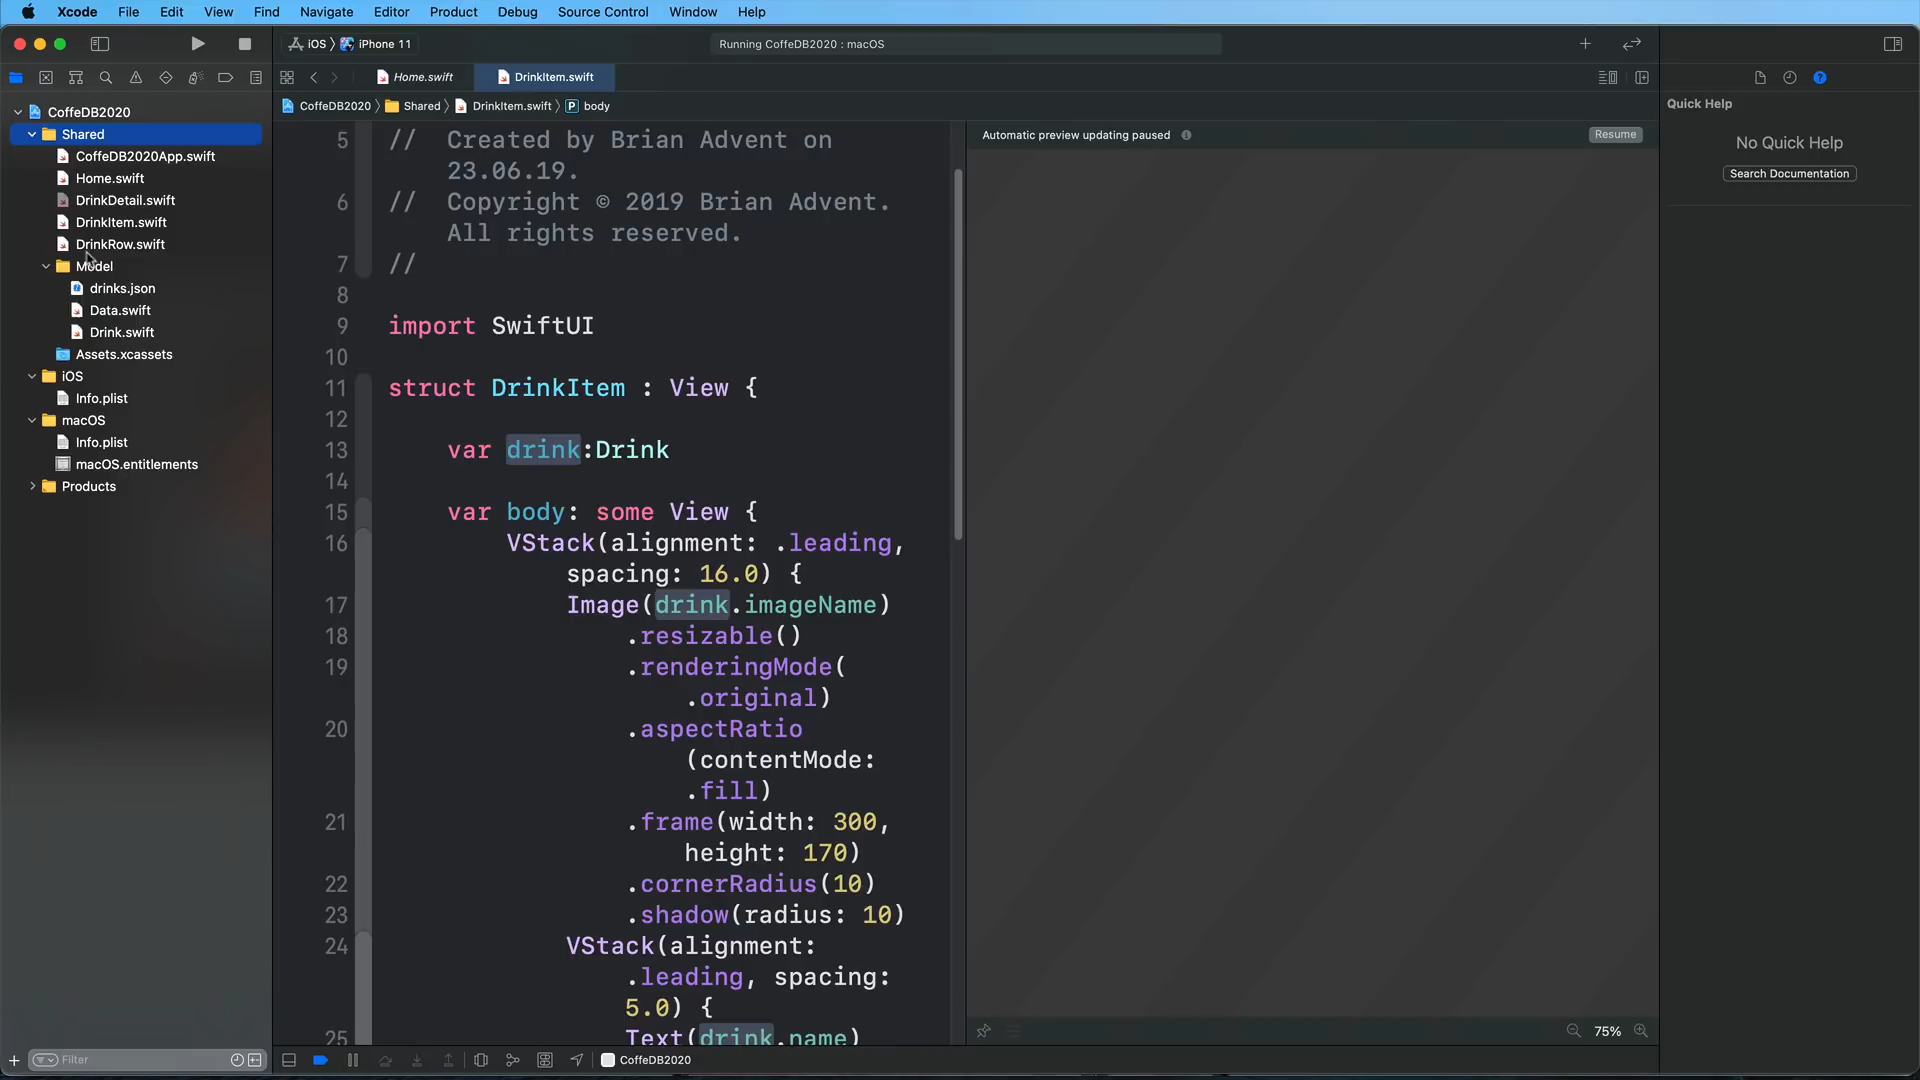 Xcode File Edit View Find Navigate Editor Product Debug Source Control Window Help
iOS iPhone 11
Running CoffeDB2020 : macOS
Home.swift DrinkItem.swift
CoffeDB2020 Shared DrinkItem.swift P body
CoffeDB2020
Shared
CoffeDB2020App.swift
Home.swift
DrinkDetail.swift
DrinkItem.swift
DrinkRow.swift
Model
drinks.json
Data.swift
Drink.swift
Assets.xcassets
iOS
Info.plist
macOS
Info.plist
macOS.entitlements
Products
Filter
5 // Created by Brian Advent on
23.06.19.
6 // Copyright © 2019 Brian Advent.
All rights reserved.
7 //
8
9 import SwiftUI
10
11 struct DrinkItem : View {
12
13 var drink:Drink
14
15 var body: some View {
16 VStack(alignment: .leading,
spacing: 16.0) {
17 Image(drink.imageName)
18 .resizable()
19 .renderingMode(
.original)
20 .aspectRatio
(contentMode:
.fill)
21 .frame(width: 300,
height: 170)
22 .cornerRadius(10)
23 .shadow(radius: 10)
24 VStack(alignment:
.leading, spacing:
5.0) {
25 Text(drink.name)
CoffeDB2020
Automatic preview updating paused
Resume
75%
Quick Help
No Quick Help
Search Documentation